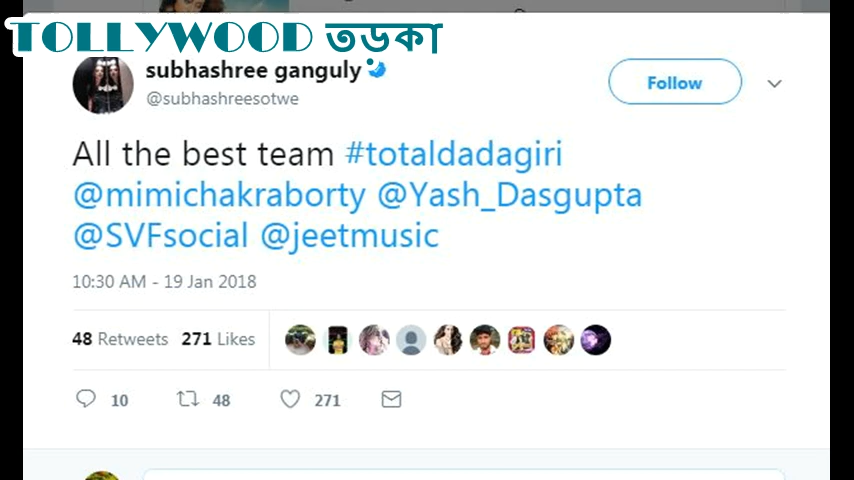 TOLLYWOOD তড়কা
subhashree ganguly
@subhashreesotwe
Follow
All the best team #totaldadagiri
@mimichakraborty @Yash_Dasgupta
@SVFsocial @jeetmusic
10:30 AM - 19 Jan 2018
48 Retweets 271 Likes
10 48 271